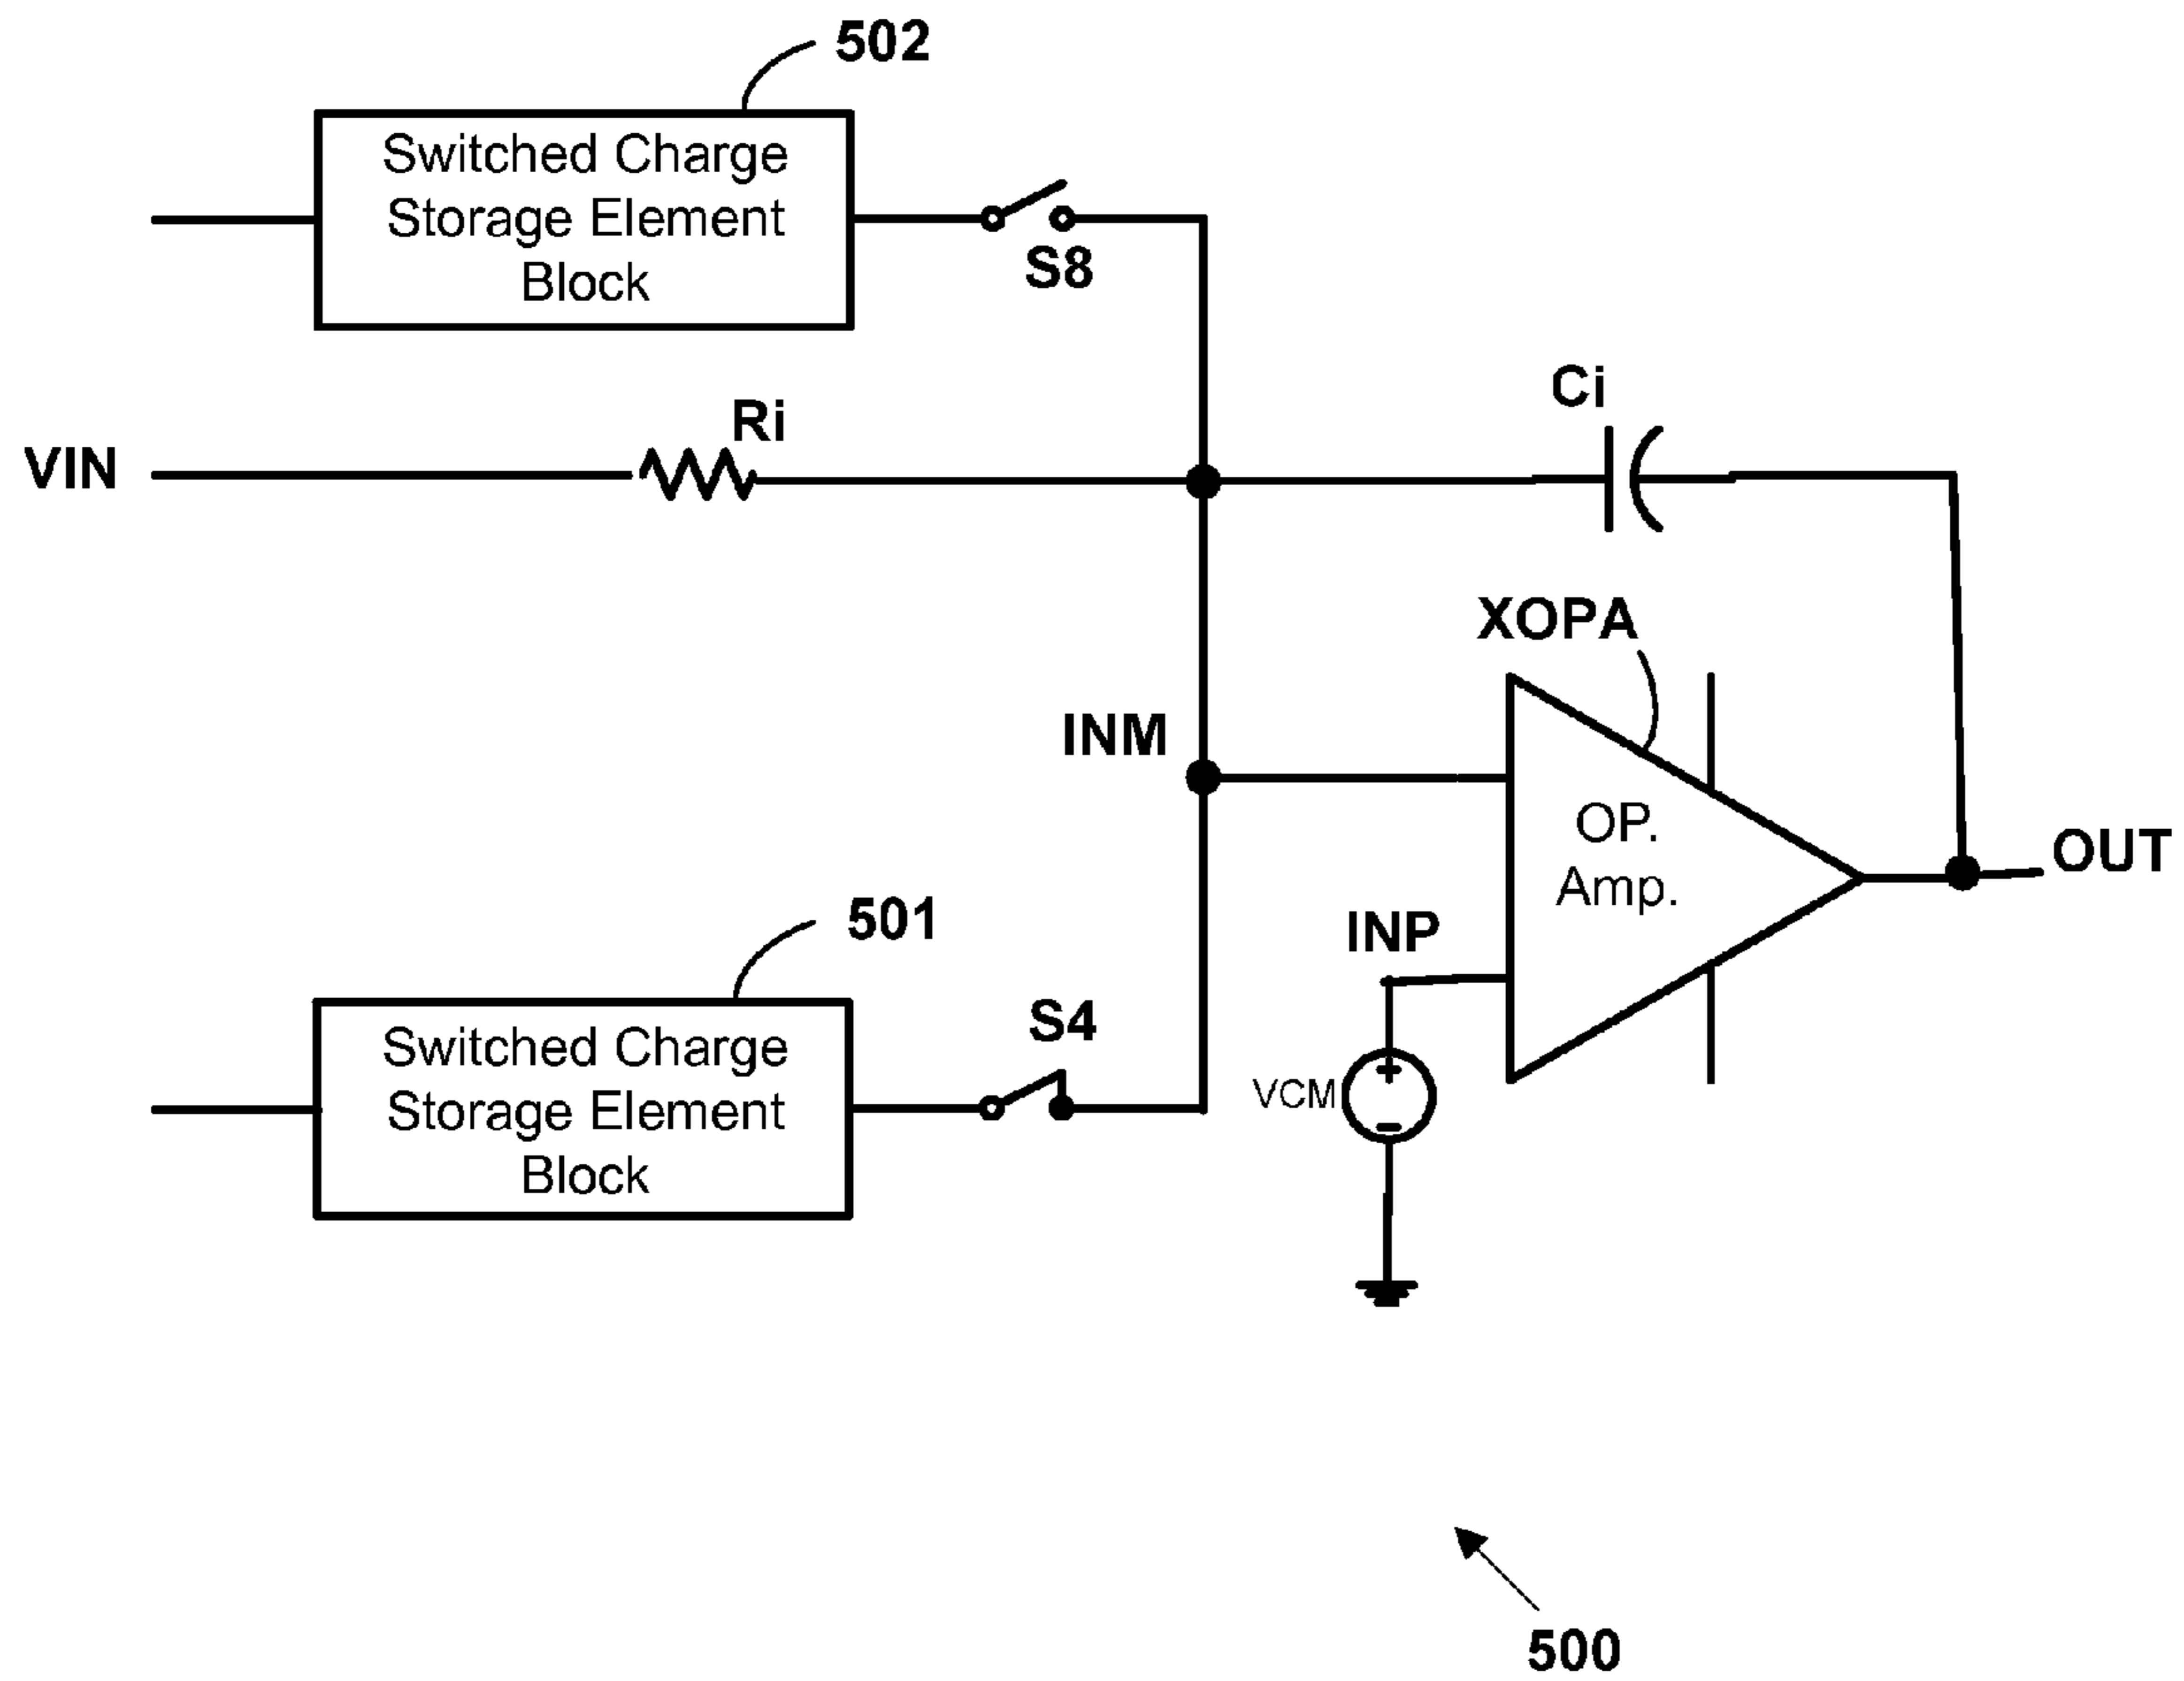 502
Switched Charge
Storage Element
Block
S8
Ri
VIN
Ci
XOPA
INM
OP.
Amp.
OUT
501
INP
Switched Charge
Storage Element
Block
S4
VCM
500